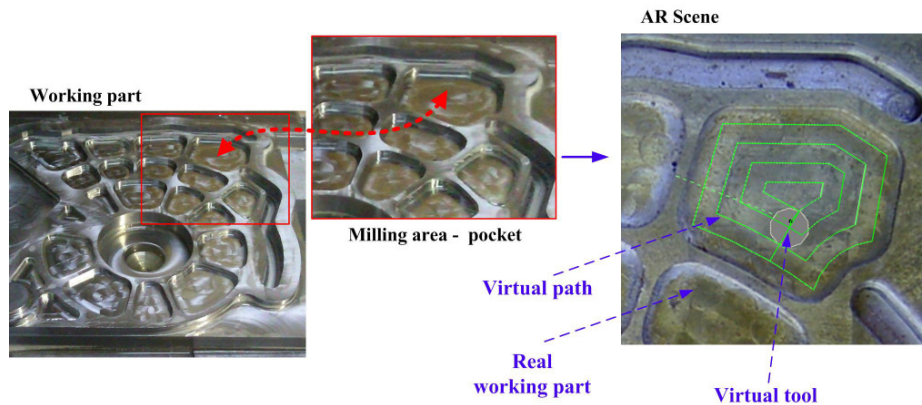 AR Scene
Working part
Milling area - pocket
Virtual path
Real
working part
Virtual tool